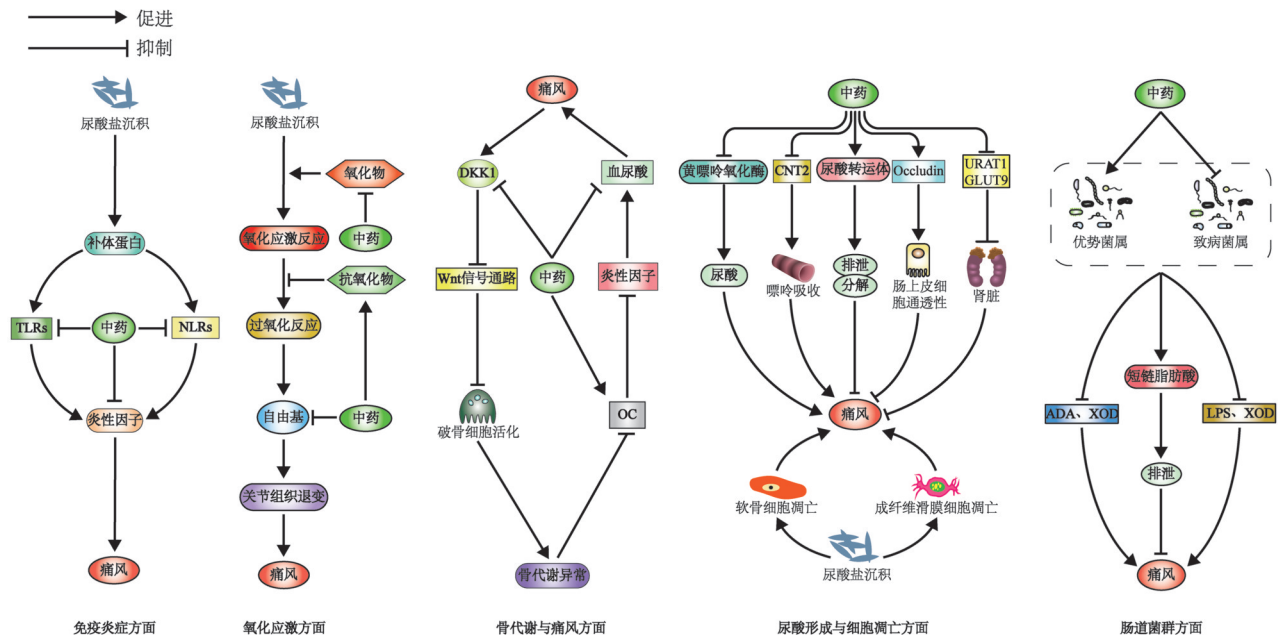 促进
抑制
尿酸盐沉积
补体蛋白
TLRs
中药
NLRs
炎性因子
痛风
免疫炎症方面
尿酸盐沉积
氧化物
氧化应激反应
中药
抗氧化物
过氧化反应
自由基
中药
关节组织退变
痛风
氧化应激方面
痛风
DKK1
血尿酸
Wnt信号通路
中药
炎性因子
破骨细胞活化
OC
骨代谢异常
骨代谢与痛风方面
中药
黄嘌呤氧化酶
CNT2
尿酸转运体
Occludin
URAT1
GLUT9
尿酸
嘌呤吸收
排泄
分解
肠上皮细
胞通透性
肾脏
痛风
软骨细胞凋亡
成纤维滑膜细胞凋亡
尿酸盐沉积
尿酸形成与细胞凋亡方面
中药
优势菌属
致病菌属
短链脂肪酸
ADA、XOD
LPS、XOD
排泄
痛风
肠道菌群方面